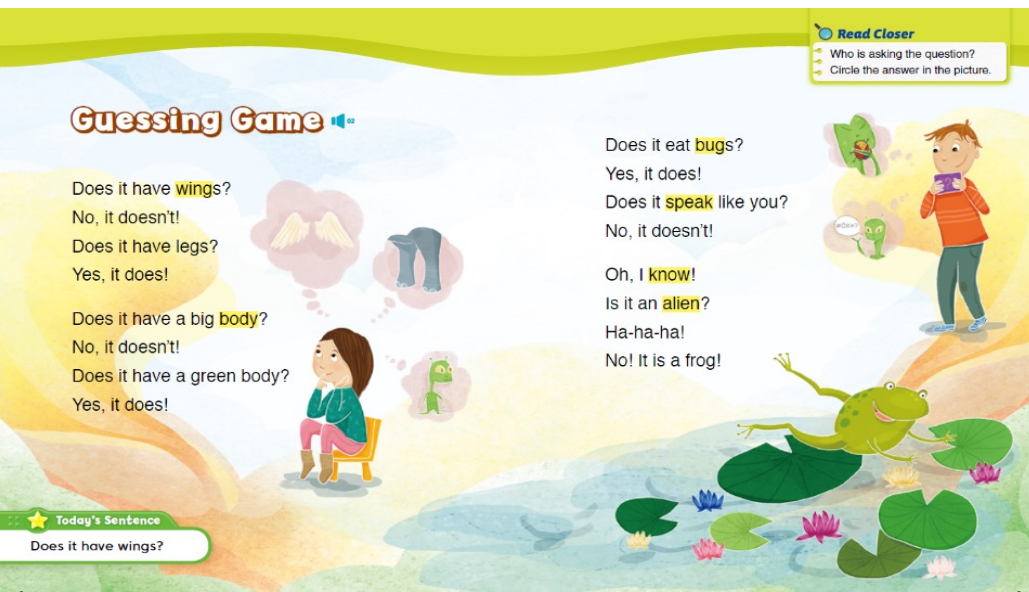 Read Closer
Who is asking the question?
Circle the answer in the picture.
Guessing Game
02
Does it have wings?
No, it doesn't!
Does it have legs?
Yes, it does!
Does it have a big body?
No, it doesn't!
Does it have a green body?
Yes, it does!
Today's Sentence
Does it have wings?
Does it eat bugs?
Yes, it does!
Does it speak like you?
No, it doesn't!
Oh, I know!
Is it an alien?
Ha-ha-ha!
No! It is a frog!